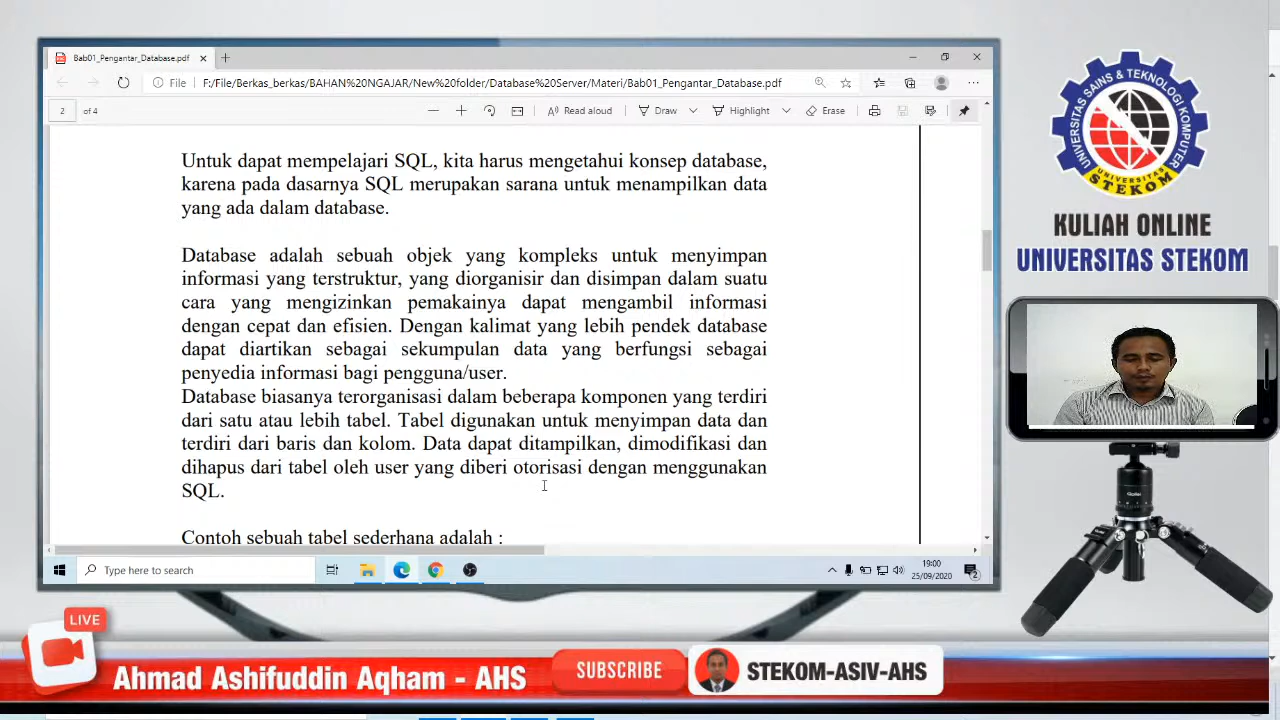 Bab01_Pengantar_Database.pdf
File F:/File/Berkas_berkas/BAHAN%20NGAJAR/New%20folder/Database%20Server/Materi/Bab01_Pengantar_Database.pdf
2 of 4
Read aloud Draw Highlight Erase
Untuk dapat mempelajari SQL, kita harus mengetahui konsep database,
karena pada dasarnya SQL merupakan sarana untuk menampilkan data
yang ada dalam database.
Database adalah sebuah objek yang kompleks untuk menyimpan
informasi yang terstruktur, yang diorganisir dan disimpan dalam suatu
cara yang mengizinkan pemakainya dapat mengambil informasi
dengan cepat dan efisien. Dengan kalimat yang lebih pendek database
dapat diartikan sebagai sekumpulan data yang berfungsi sebagai
penyedia informasi bagi pengguna/user.
Database biasanya terorganisasi dalam beberapa komponen yang terdiri
dari satu atau lebih tabel. Tabel digunakan untuk menyimpan data dan
terdiri dari baris dan kolom. Data dapat ditampilkan, dimodifikasi dan
dihapus dari tabel oleh user yang diberi otorisasi dengan menggunakan
SQL.
Contoh sebuah tabel sederhana adalah :
Type here to search
19:00
25/09/2020
2
UNIVERSITAS SAINS & TEKNOLOGI KOMPUTER
UNIVERSITAS
STEKOM
KULIAH ONLINE
UNIVERSITAS STEKOM
LIVE
Ahmad Ashifuddin Aqham - AHS
SUBSCRIBE
STEKOM-ASIV-AHS